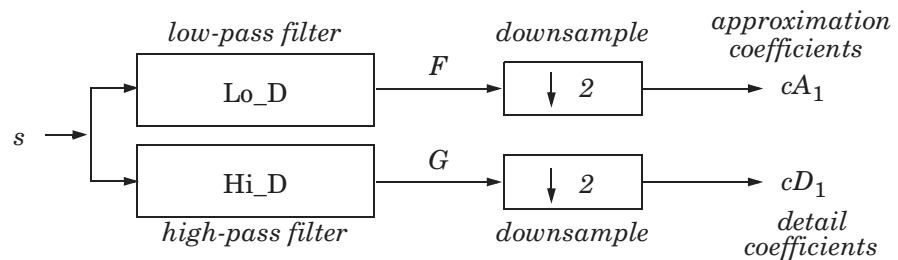 low-pass filter
downsample
approximation
coefficients
Lo_D
F
2
cA1
s
Hi_D
G
2
cD1
high-pass filter
downsample
detail
coefficients